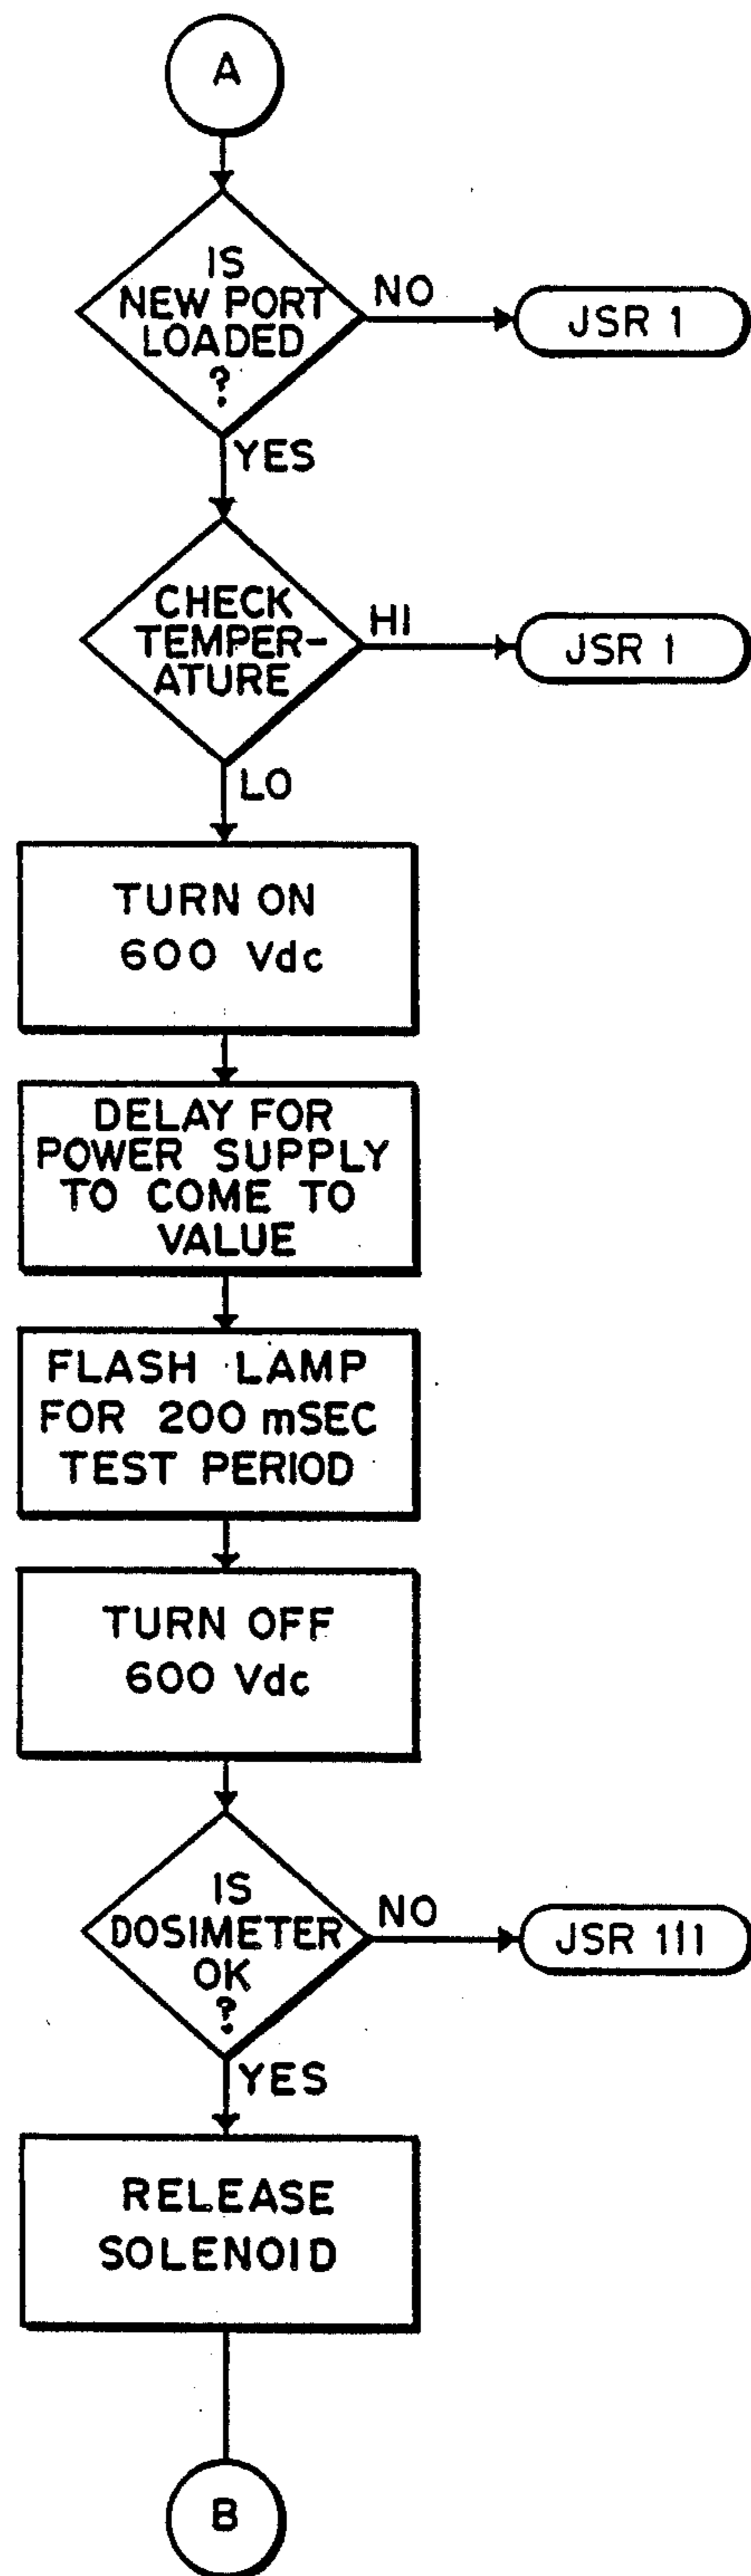 A
IS
NEW PORT
LOADED
?
NO
JSR 1
YES
CHECK
TEMPER-
ATURE
HI
JSR 1
LO
TURN ON
600 Vdc
DELAY FOR
POWER SUPPLY
TO COME TO
VALUE
FLASH LAMP
FOR 200 mSEC
TEST PERIOD
TURN OFF
600 Vdc
IS
DOSIMETER
OK
?
NO
JSR 111
YES
RELEASE
SOLENOID
B